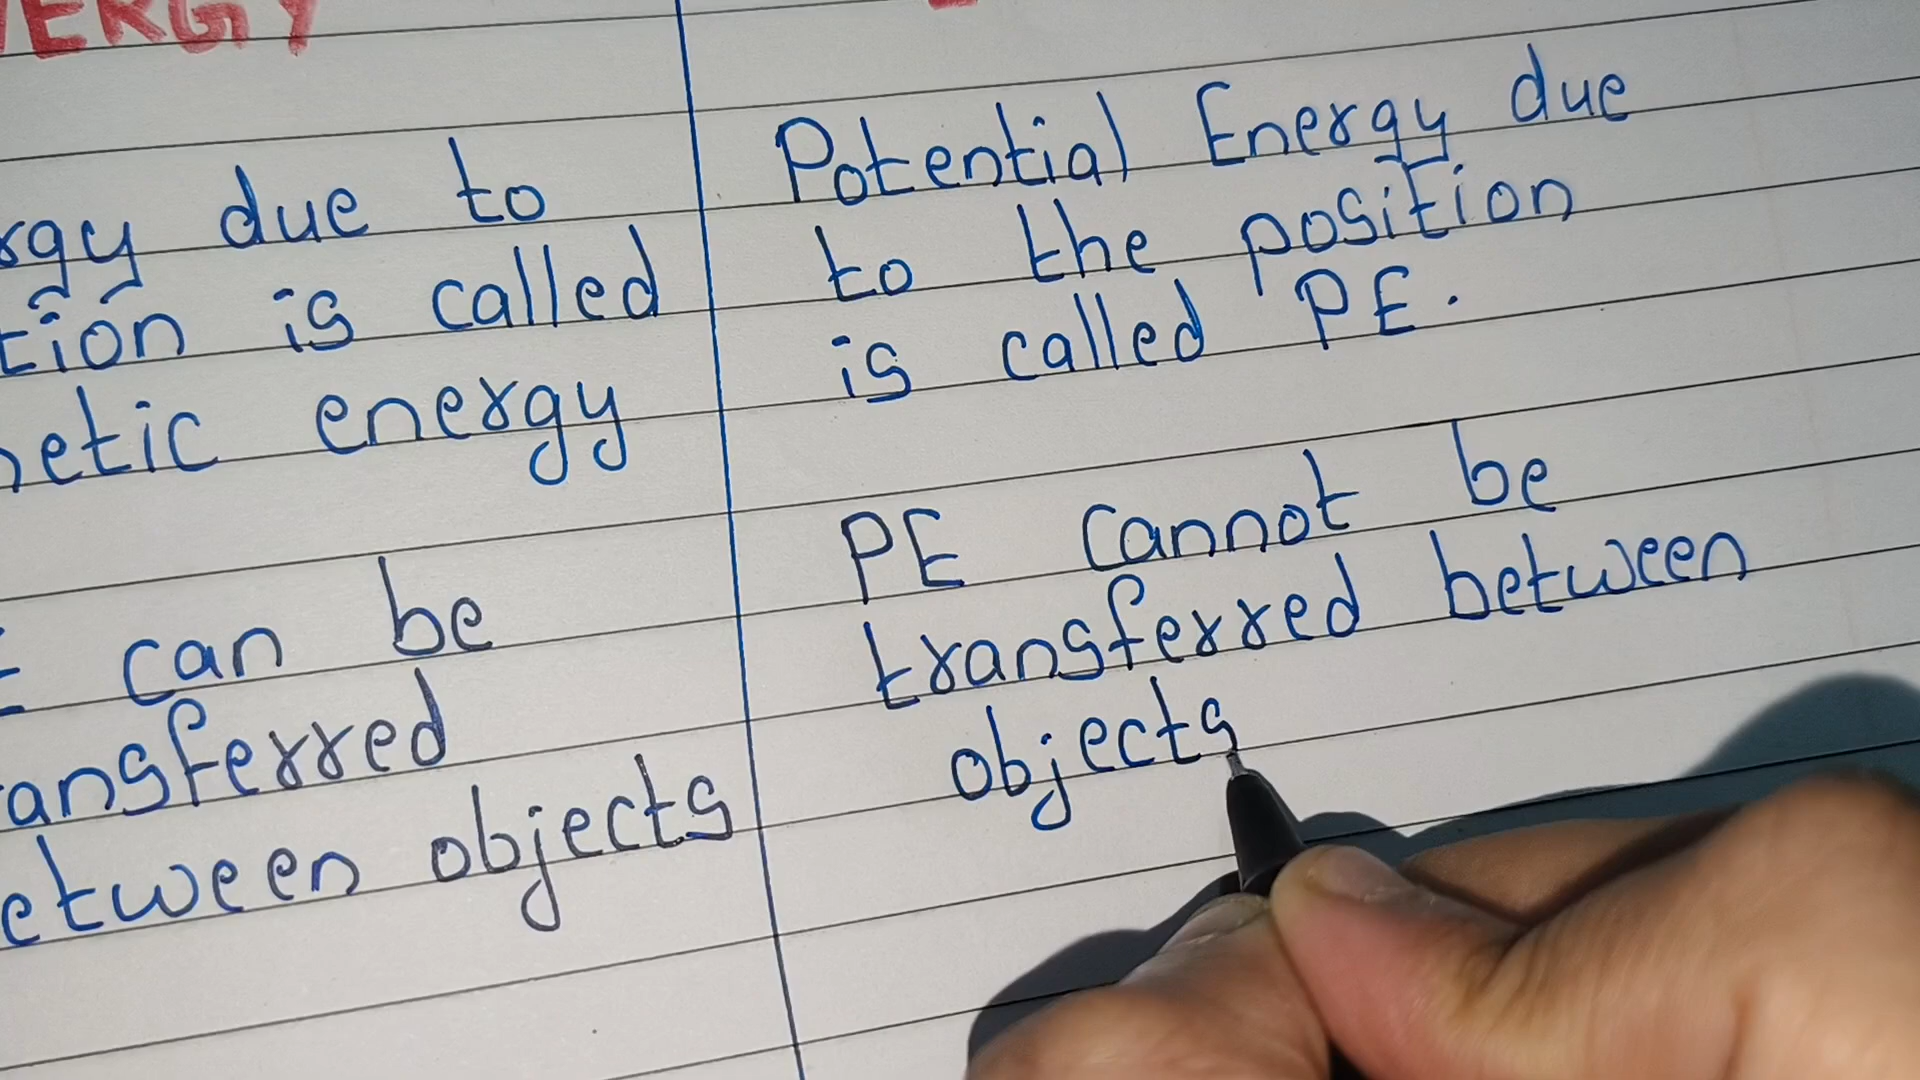 ERGY
rgy due to
tion is called
netic energy
can be
ansferred
etween objects
Potential Energy due
to the position
is called PE.
PE cannot be
transferred between
objects